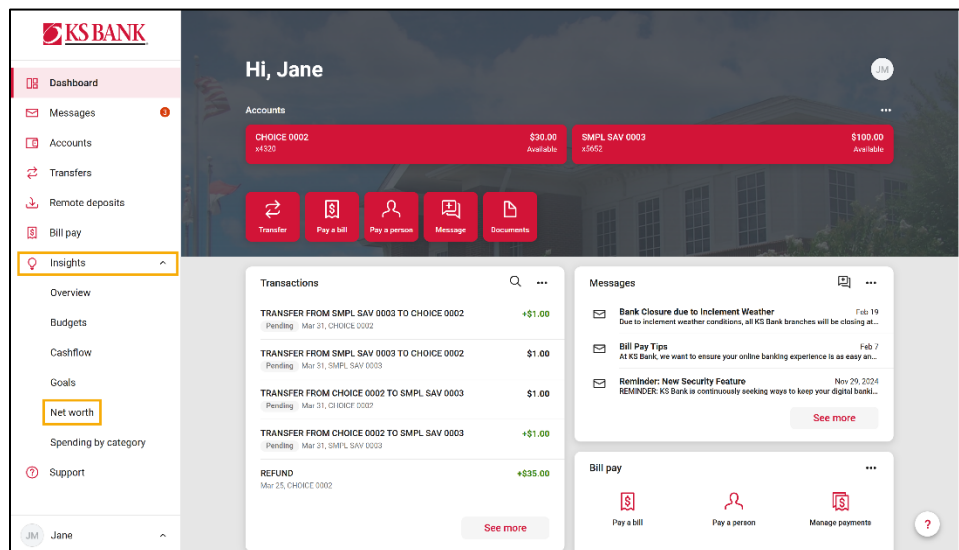 KS BANK
Dashboard
Messages 3
Accounts
Transfers
Remote deposits
Bill pay
Insights
Overview
Budgets
Cashflow
Goals
Net worth
Spending by category
Support
JM Jane
Hi, Jane
JM
Accounts
CHOICE 0002 $30.00
x4320 Available
SMPL SAV 0003 $100.00
x5652 Available
Transfer
Pay a bill
Pay a person
Message
Documents
Transactions
TRANSFER FROM SMPL SAV 0003 TO CHOICE 0002 +$1.00
Pending Mar 31, CHOICE 0002
TRANSFER FROM SMPL SAV 0003 TO CHOICE 0002 $1.00
Pending Mar 31, SMPL SAV 0003
TRANSFER FROM CHOICE 0002 TO SMPL SAV 0003 $1.00
Pending Mar 31, CHOICE 0002
TRANSFER FROM CHOICE 0002 TO SMPL SAV 0003 +$1.00
Pending Mar 31, SMPL SAV 0003
REFUND +$35.00
Mar 25, CHOICE 0002
See more
Messages
Bank Closure due to Inclement Weather Feb 19
Due to inclement weather conditions, all KS Bank branches will be closing at...
Bill Pay Tips Feb 7
At KS Bank, we want to ensure your online banking experience is as easy an...
Reminder: New Security Feature Nov 29, 2024
REMINDER: KS Bank is continuously seeking ways to keep your digital banki...
See more
Bill pay
Pay a bill
Pay a person
Manage payments
?